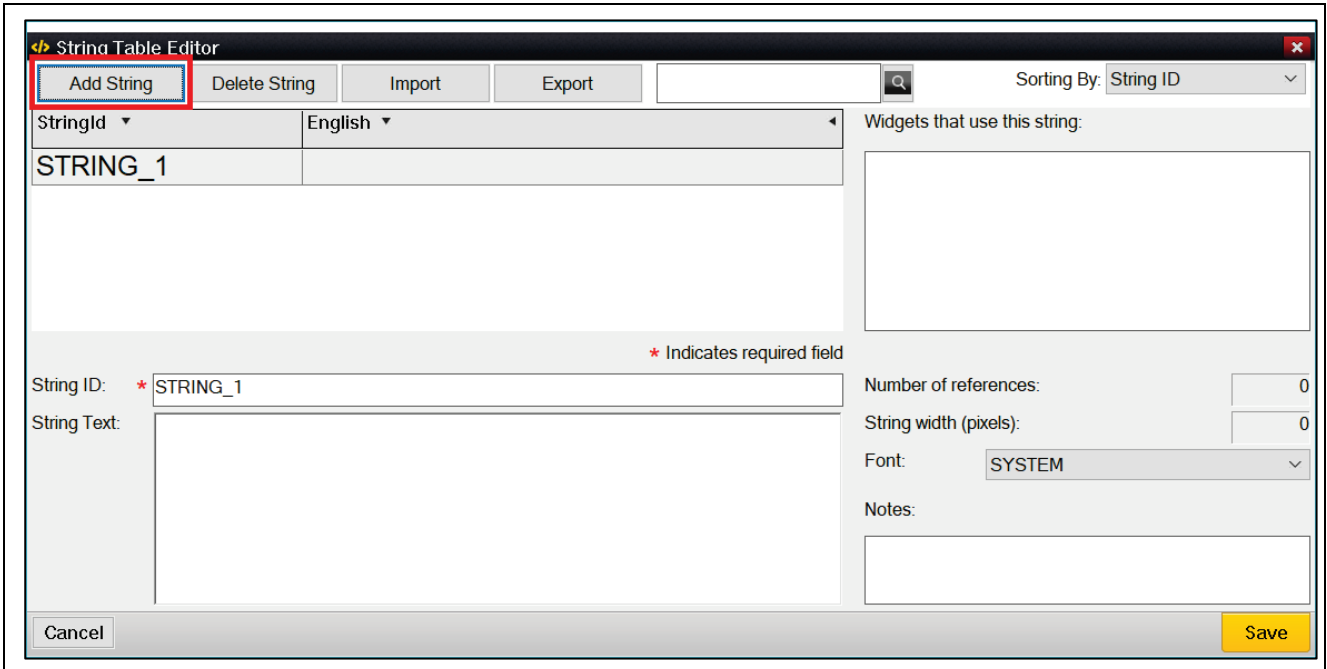 </> String Table Editor
Add String Delete String Import Export Sorting By: String ID
StringId English Widgets that use this string:
STRING_1
* Indicates required field
String ID: * STRING_1 Number of references: 0
String Text: String width (pixels): 0
Font: SYSTEM
Notes:
Cancel Save